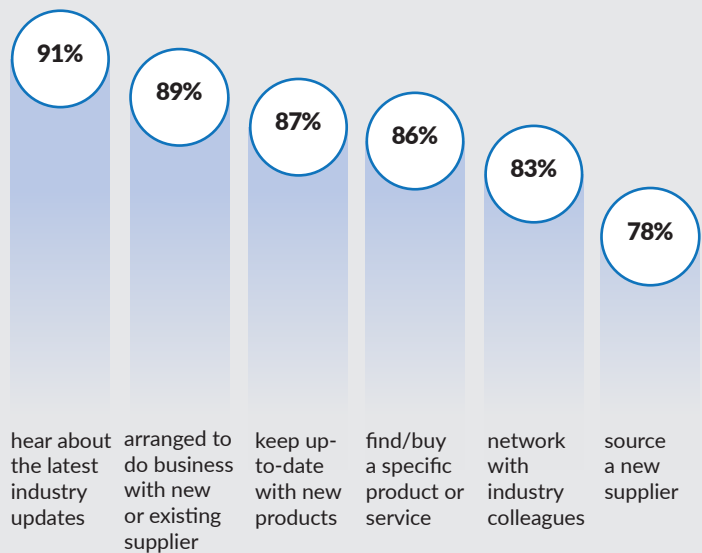 91%
89%
87%
86%
83%
78%
hear about
the latest
industry
updates
arranged to
do business
with new
or existing
supplier
keep up-
to-date
with new
products
find/buy
a specific
product or
service
network
with
industry
colleagues
source
a new
supplier